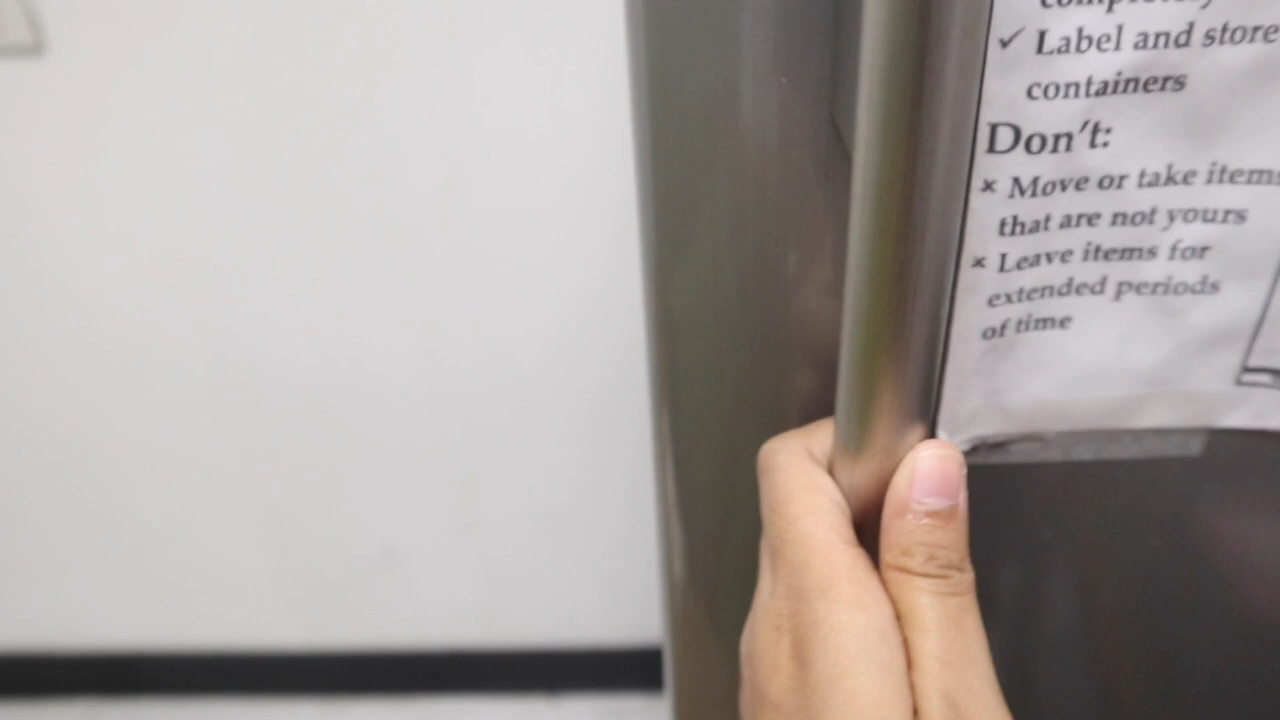 completely
✓ Label and store
containers
Don't:
× Move or take items
that are not yours
× Leave items for
extended periods
of time